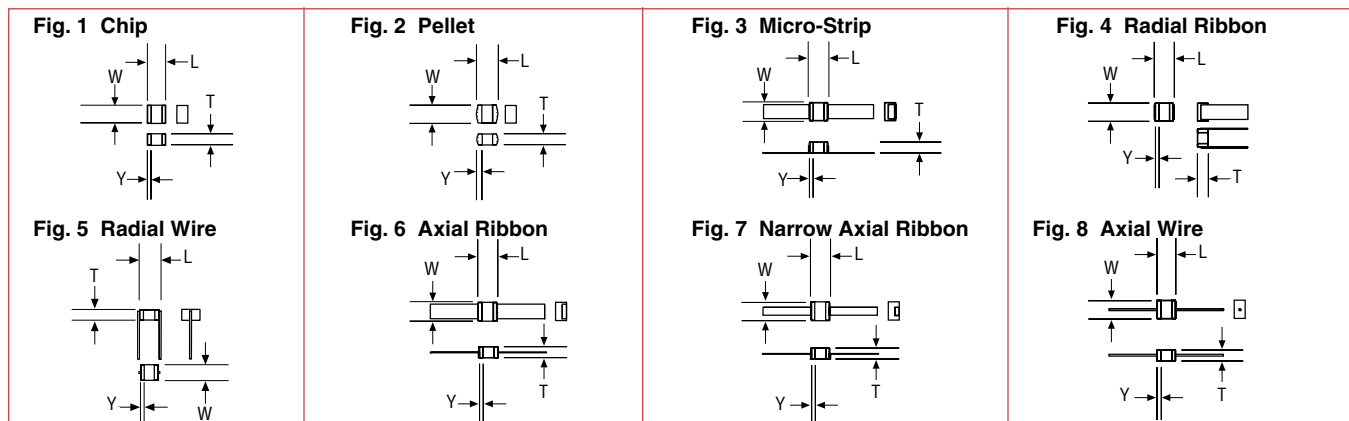 Fig. 1 Chip
W
L
T
Y
Fig. 2 Pellet
W
L
T
Y
Fig. 3 Micro-Strip
W
L
T
Y
Fig. 4 Radial Ribbon
W
L
Y
T
Fig. 5 Radial Wire
L
T
Y
W
Fig. 6 Axial Ribbon
W
L
Y
T
Fig. 7 Narrow Axial Ribbon
W
L
Y
T
Fig. 8 Axial Wire
W
L
Y
T